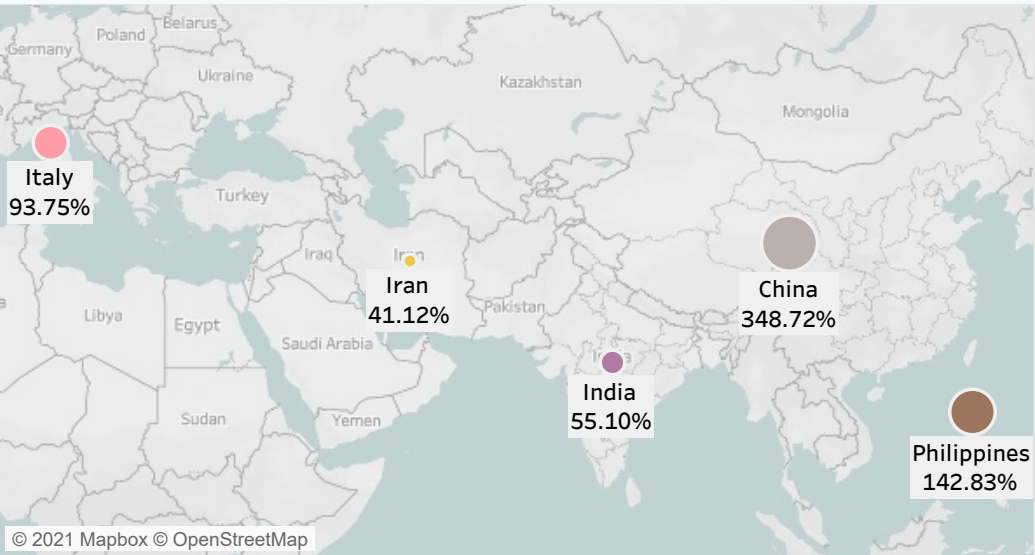 Belarus
Poland
Germany
Ukraine
Kazakhstan
Mongolia
Italy
93.75%
Turkey
Iraq
Iran
Iran
41.12%
China
348.72%
Pakistan
Libya
Egypt
Saudi Arabia
India
India
55.10%
Sudan
Yemen
Philippines
142.83%
© 2021 Mapbox © OpenStreetMap